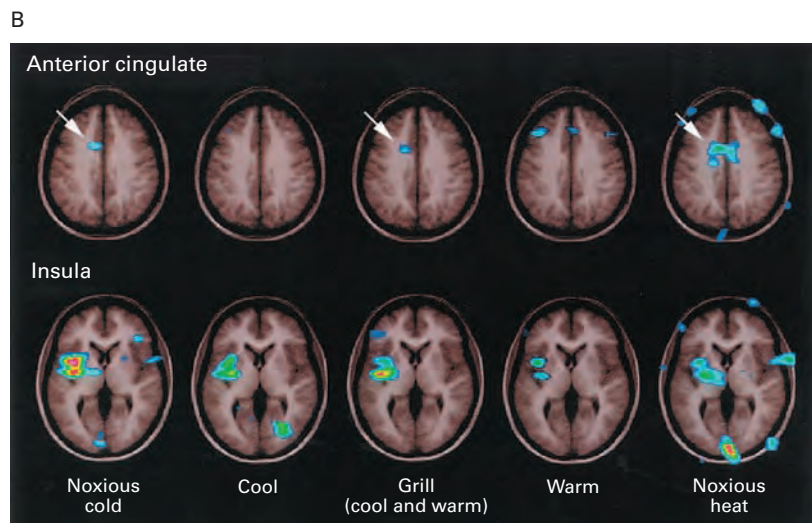 B
Anterior cingulate
Insula
Noxious
cold
Cool
Grill
(cool and warm)
Warm
Noxious
heat